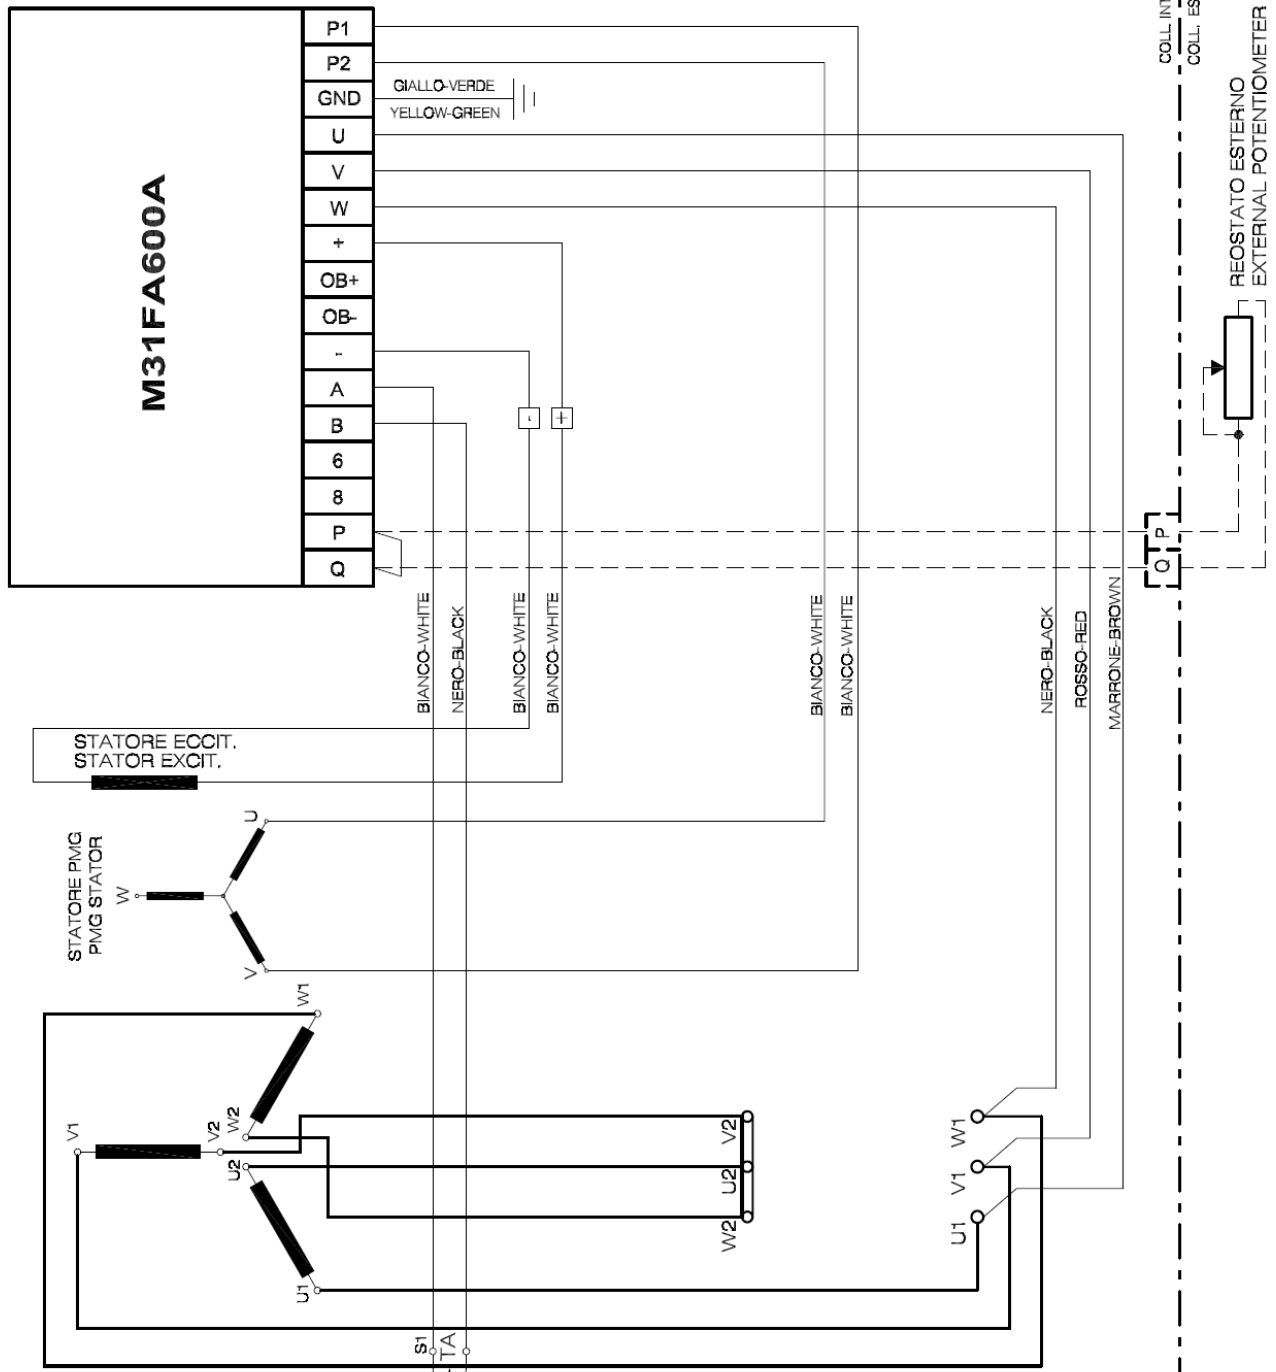 M31FA600A
P1
P2
GND
U
V
W
+
OB+
OB-
-
A
B
6
8
P
Q
GIALLO-VERDE
YELLOW-GREEN
COLL. INT
COLL. ES
REOSTATO ESTERNO
EXTERNAL POTENTIOMETER
-
+
P
Q
BIANCO-WHITE
NERO-BLACK
BIANCO-WHITE
BIANCO-WHITE
BIANCO-WHITE
BIANCO-WHITE
NERO-BLACK
ROSSO-RED
MARRONE-BROWN
STATORE ECCIT.
STATOR EXCIT.
STATORE PMG
PMG STATOR
U
W
V
W1
V1
V2
W2
U2
U1
V2
U2
W2
W1
V1
U1
S1
TA